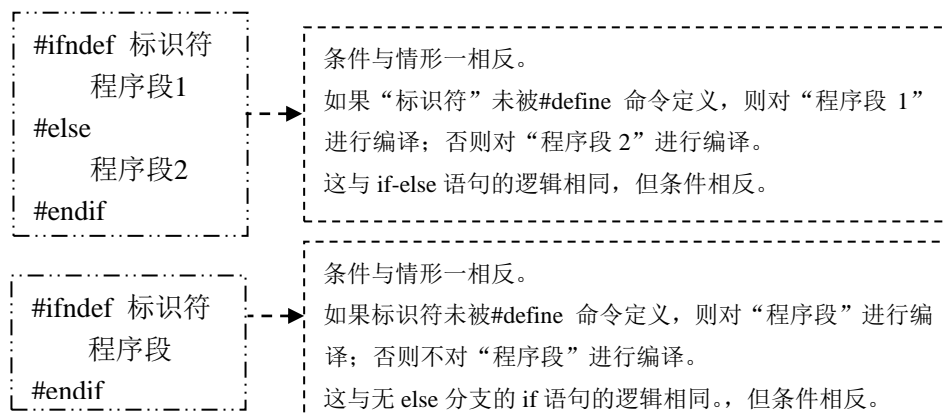 #ifndef 标识符
程序段1
#else
程序段2
#endif
条件与情形一相反。
如果“标识符”未被#define 命令定义，则对“程序段 1”
进行编译；否则对“程序段 2”进行编译。
这与 if-else 语句的逻辑相同，但条件相反。
#ifndef 标识符
程序段
#endif
条件与情形一相反。
如果标识符未被#define 命令定义，则对“程序段”进行编
译；否则不对“程序段”进行编译。
这与无 else 分支的 if 语句的逻辑相同。，但条件相反。